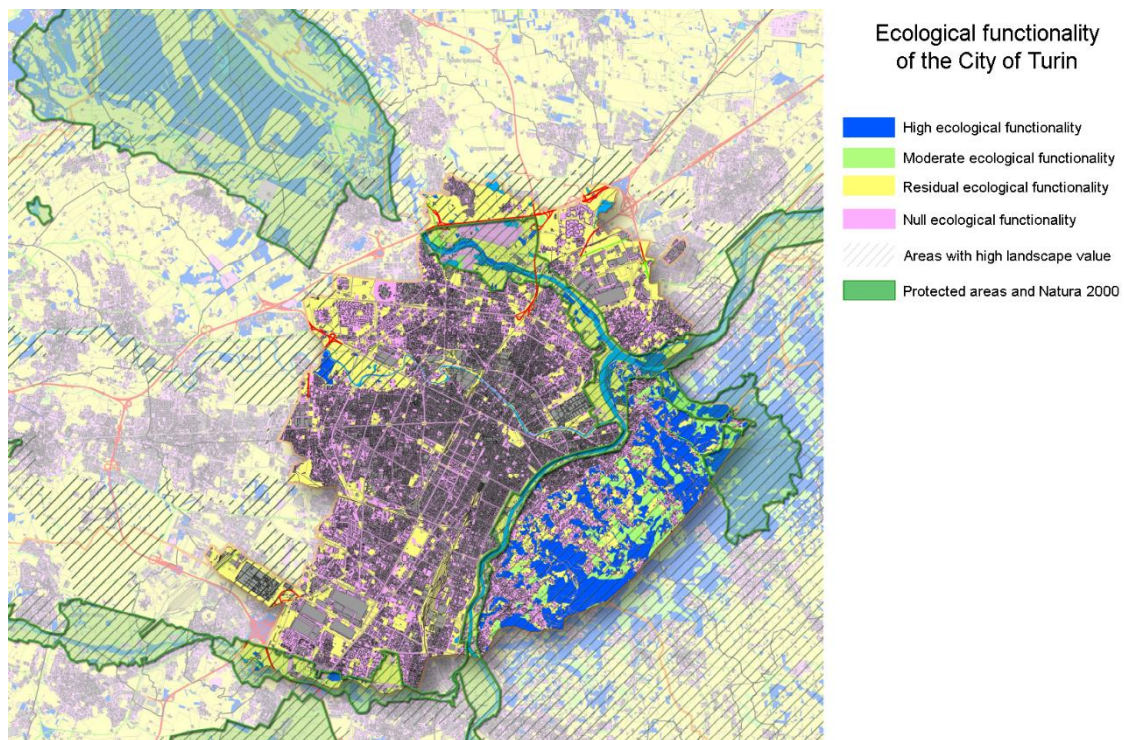 Ecological functionality
of the City of Turin
High ecological functionality
Moderate ecological functionality
Residual ecological functionality
Null ecological functionality
Areas with high landscape value
Protected areas and Natura 2000